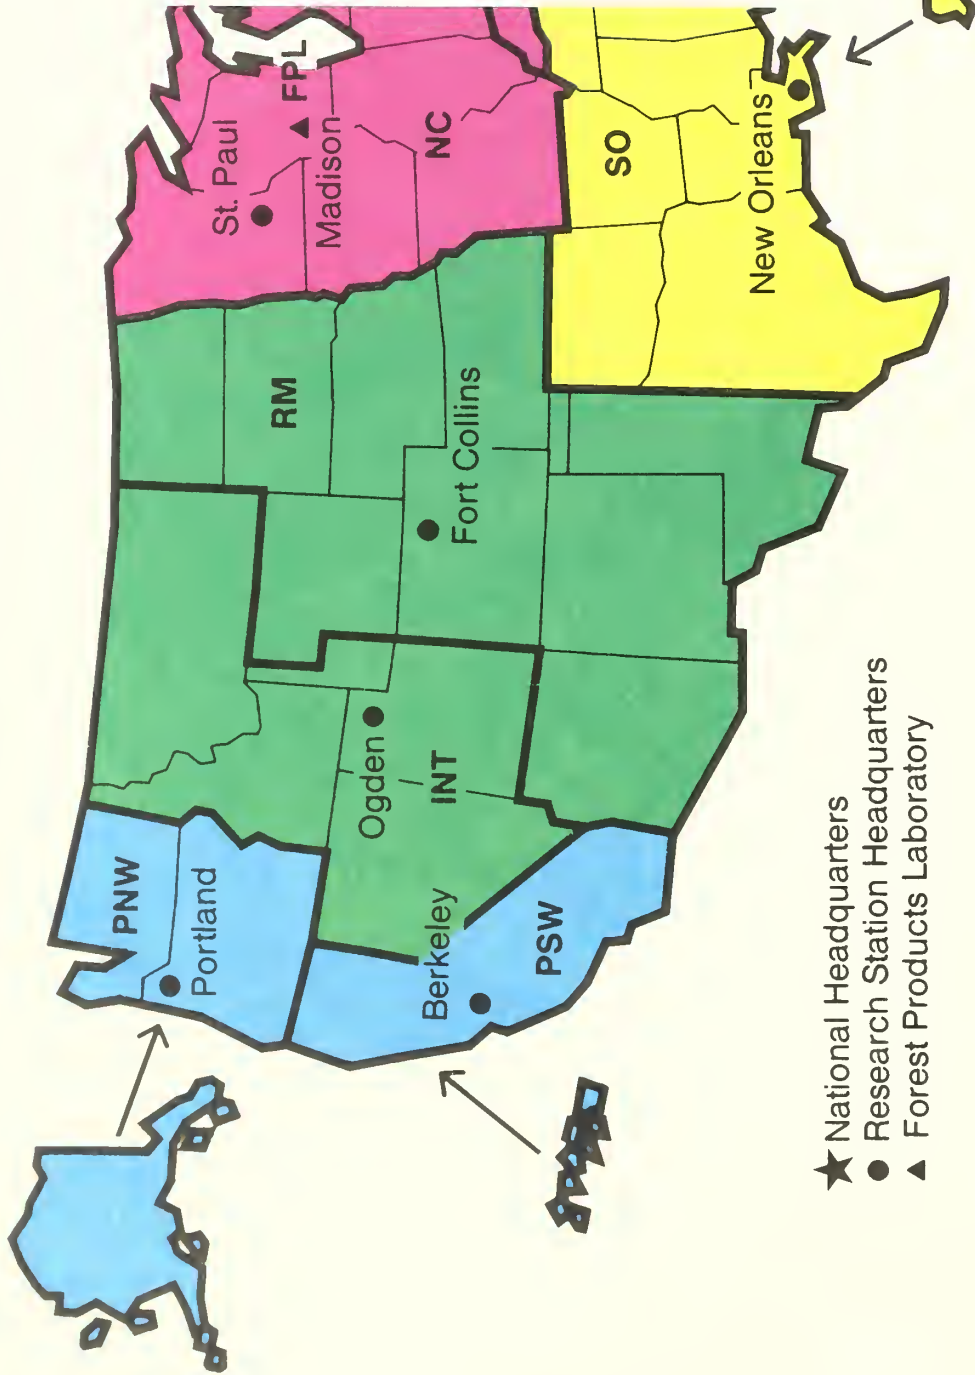 PNW
Portland
Berkeley
PSW
Ogden
INT
RM
Fort Collins
St. Paul
FPL
Madison
NC
SO
New Orleans
National Headquarters
Research Station Headquarters
Forest Products Laboratory